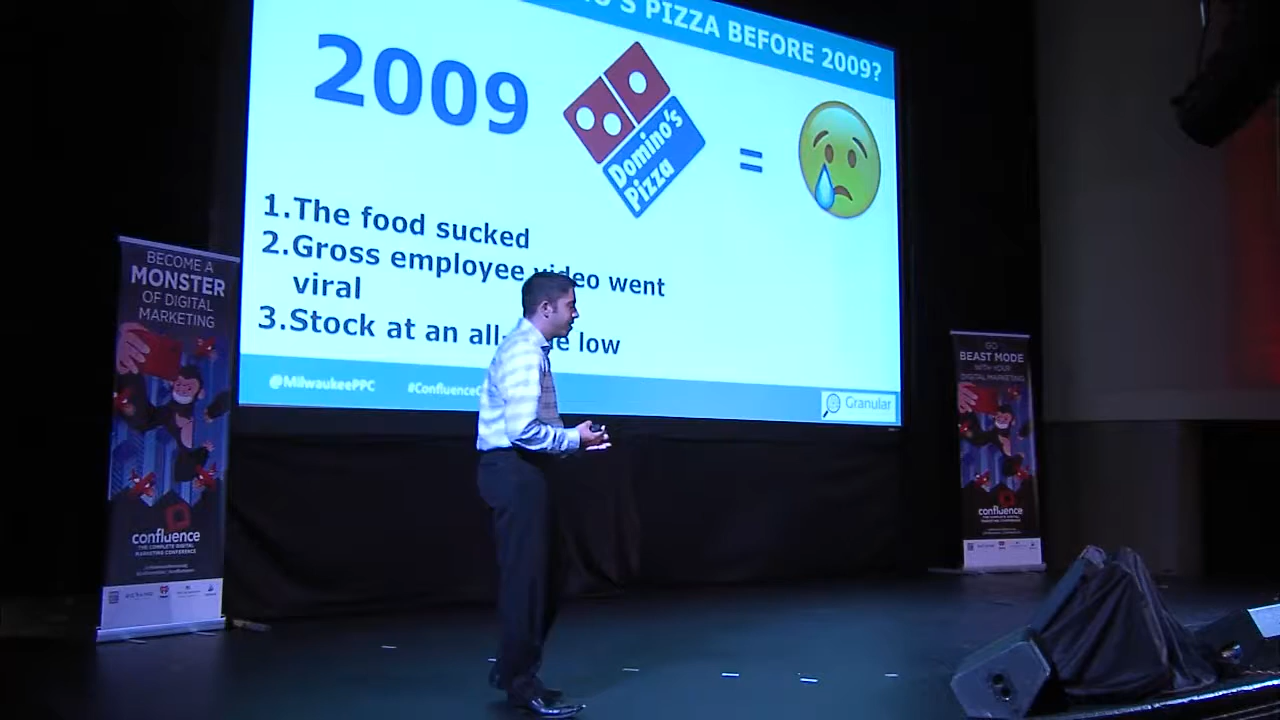 'S PIZZA BEFORE 2009?
2009
Domino's
Pizza
=
1.The food sucked
2.Gross employee video went
viral
3.Stock at an all- low
@MilwaukeePPC
Granular
BECOME A
MONSTER
OF DIGITAL
MARKETING
confluence
THE COMPLETE DIGITAL
MARKETING CONFERENCE
GO
BEAST MODE
WITH YOUR
DIGITAL MARKETING
confluence